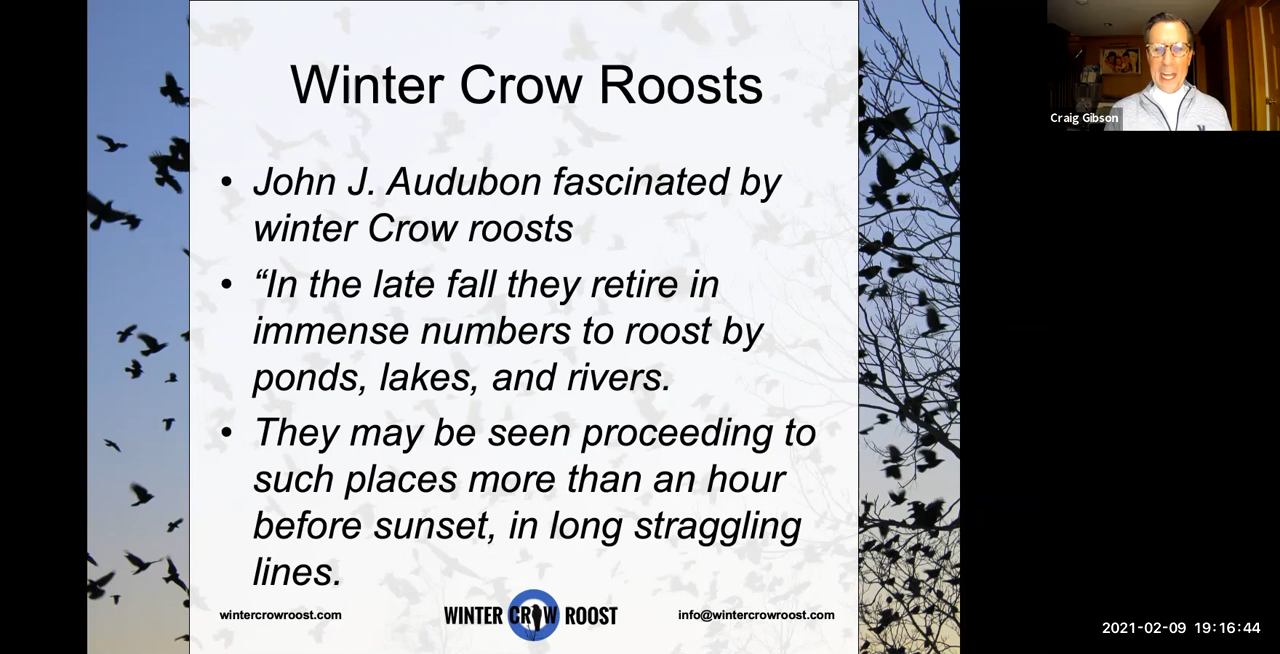 Winter Crow Roosts
• John J. Audubon fascinated by
winter Crow roosts
• “In the late fall they retire in
immense numbers to roost by
ponds, lakes, and rivers.
• They may be seen proceeding to
such places more than an hour
before sunset, in long straggling
lines.
wintercrowroost.com
WINTER CROW ROOST
info@wintercrowroost.com
Craig Gibson
2021-02-09 19:16:44